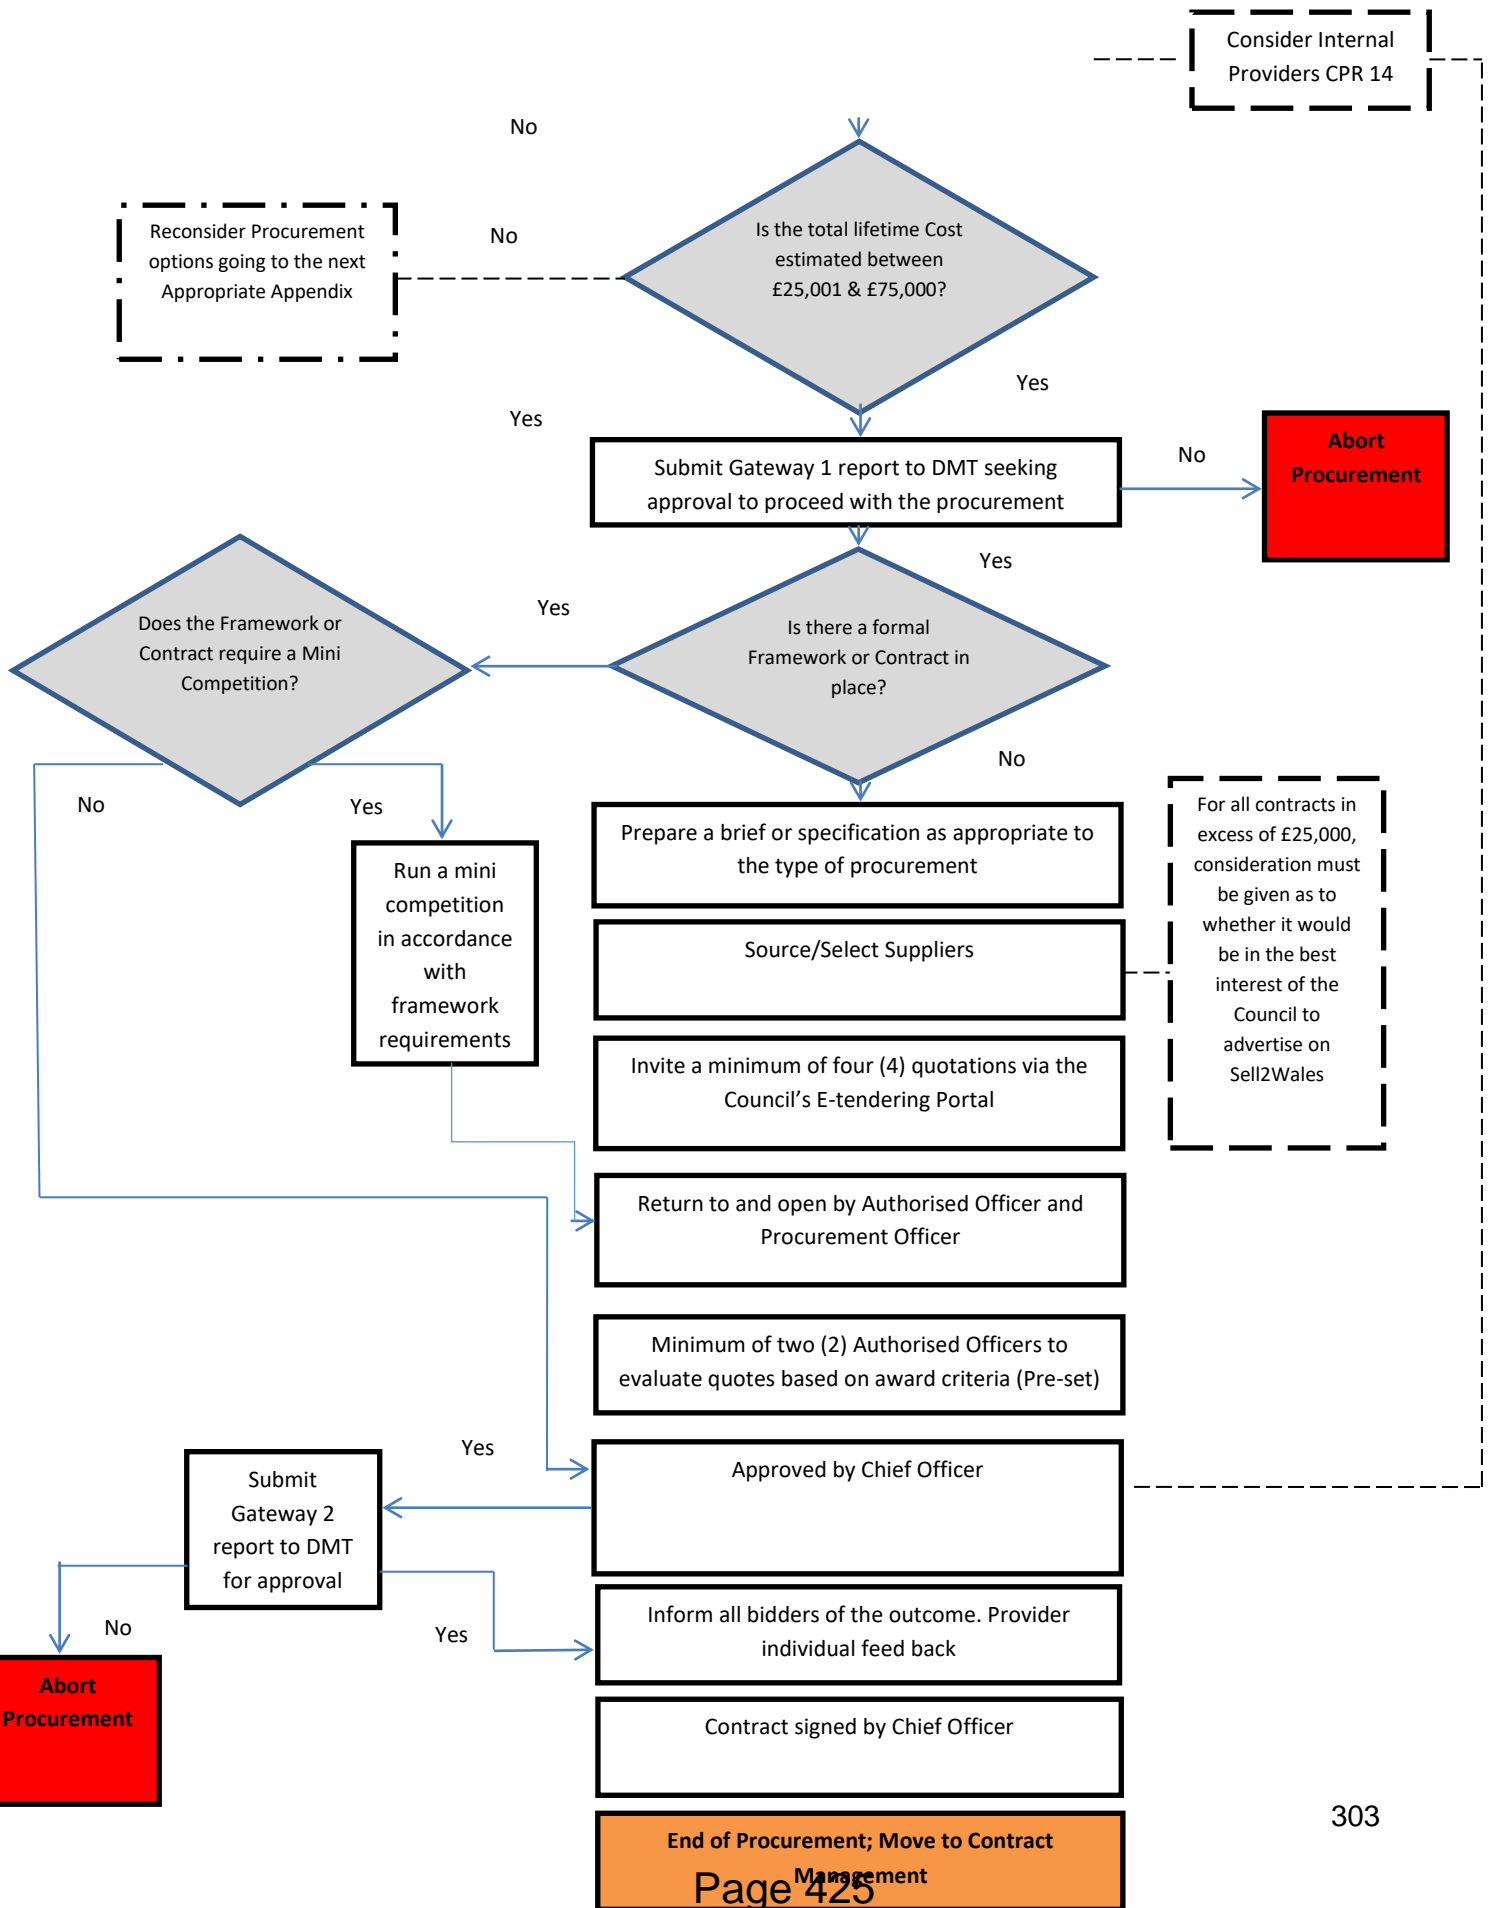 Consider Internal
Providers CPR 14
No
Is the total lifetime Cost
estimated between
£25,001 & £75,000?
Reconsider Procurement
options going to the next
Appropriate Appendix
No
Yes
Yes
Submit Gateway 1 report to DMT seeking
approval to proceed with the procurement
No
Abort
Procurement
Yes
Is there a formal
Framework or Contract in
place?
Yes
Does the Framework or
Contract require a Mini
Competition?
No
No
Yes
Run a mini
competition
in accordance
with
framework
requirements
Prepare a brief or specification as appropriate to
the type of procurement
Source/Select Suppliers
For all contracts in
excess of £25,000,
consideration must
be given as to
whether it would
be in the best
interest of the
Council to
advertise on
Sell2Wales
Invite a minimum of four (4) quotations via the
Council’s E-tendering Portal
Return to and open by Authorised Officer and
Procurement Officer
Minimum of two (2) Authorised Officers to
evaluate quotes based on award criteria (Pre-set)
Yes
Approved by Chief Officer
Submit
Gateway 2
report to DMT
for approval
No
Yes
Inform all bidders of the outcome. Provider
individual feed back
Abort
Procurement
Contract signed by Chief Officer
End of Procurement; Move to Contract
Management
303
Page 425